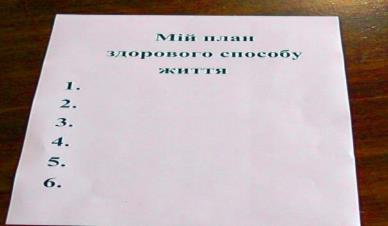 Мій план
здорового способу
життя
1.
2.
3.
4.
5.
6.